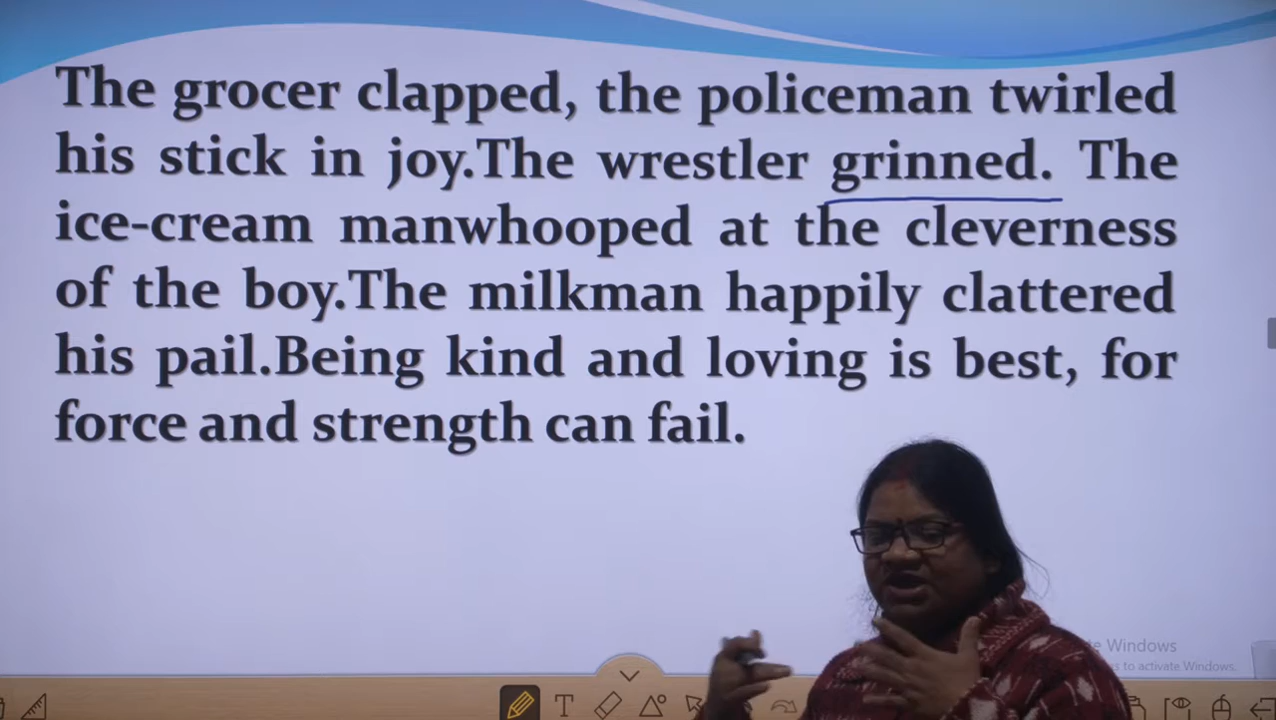 The grocer clapped, the policeman twirled
his stick in joy.The wrestler grinned. The
ice-cream manwhooped at the cleverness
of the boy.The milkman happily clattered
his pail.Being kind and loving is best, for
force and strength can fail.
Windows
to activate Windows.